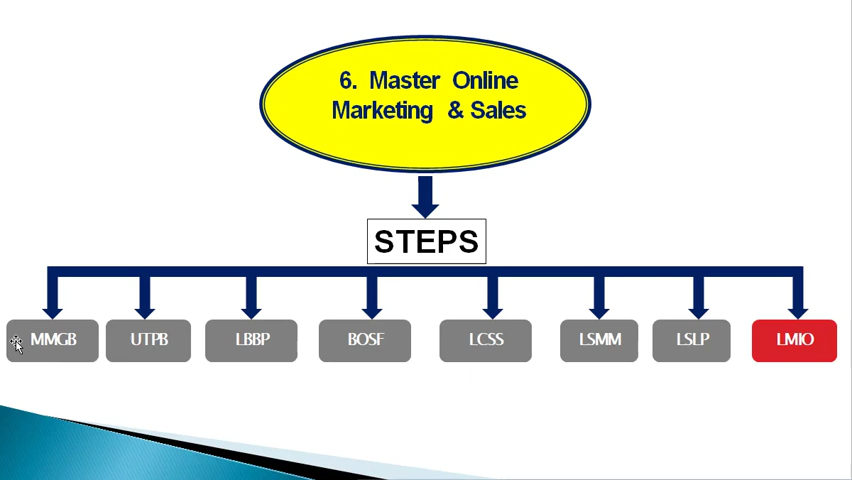 6. Master Online
Marketing & Sales
STEPS
MMGB UTPB LBBP BOSF LCSS LSMM LSLP LMIO